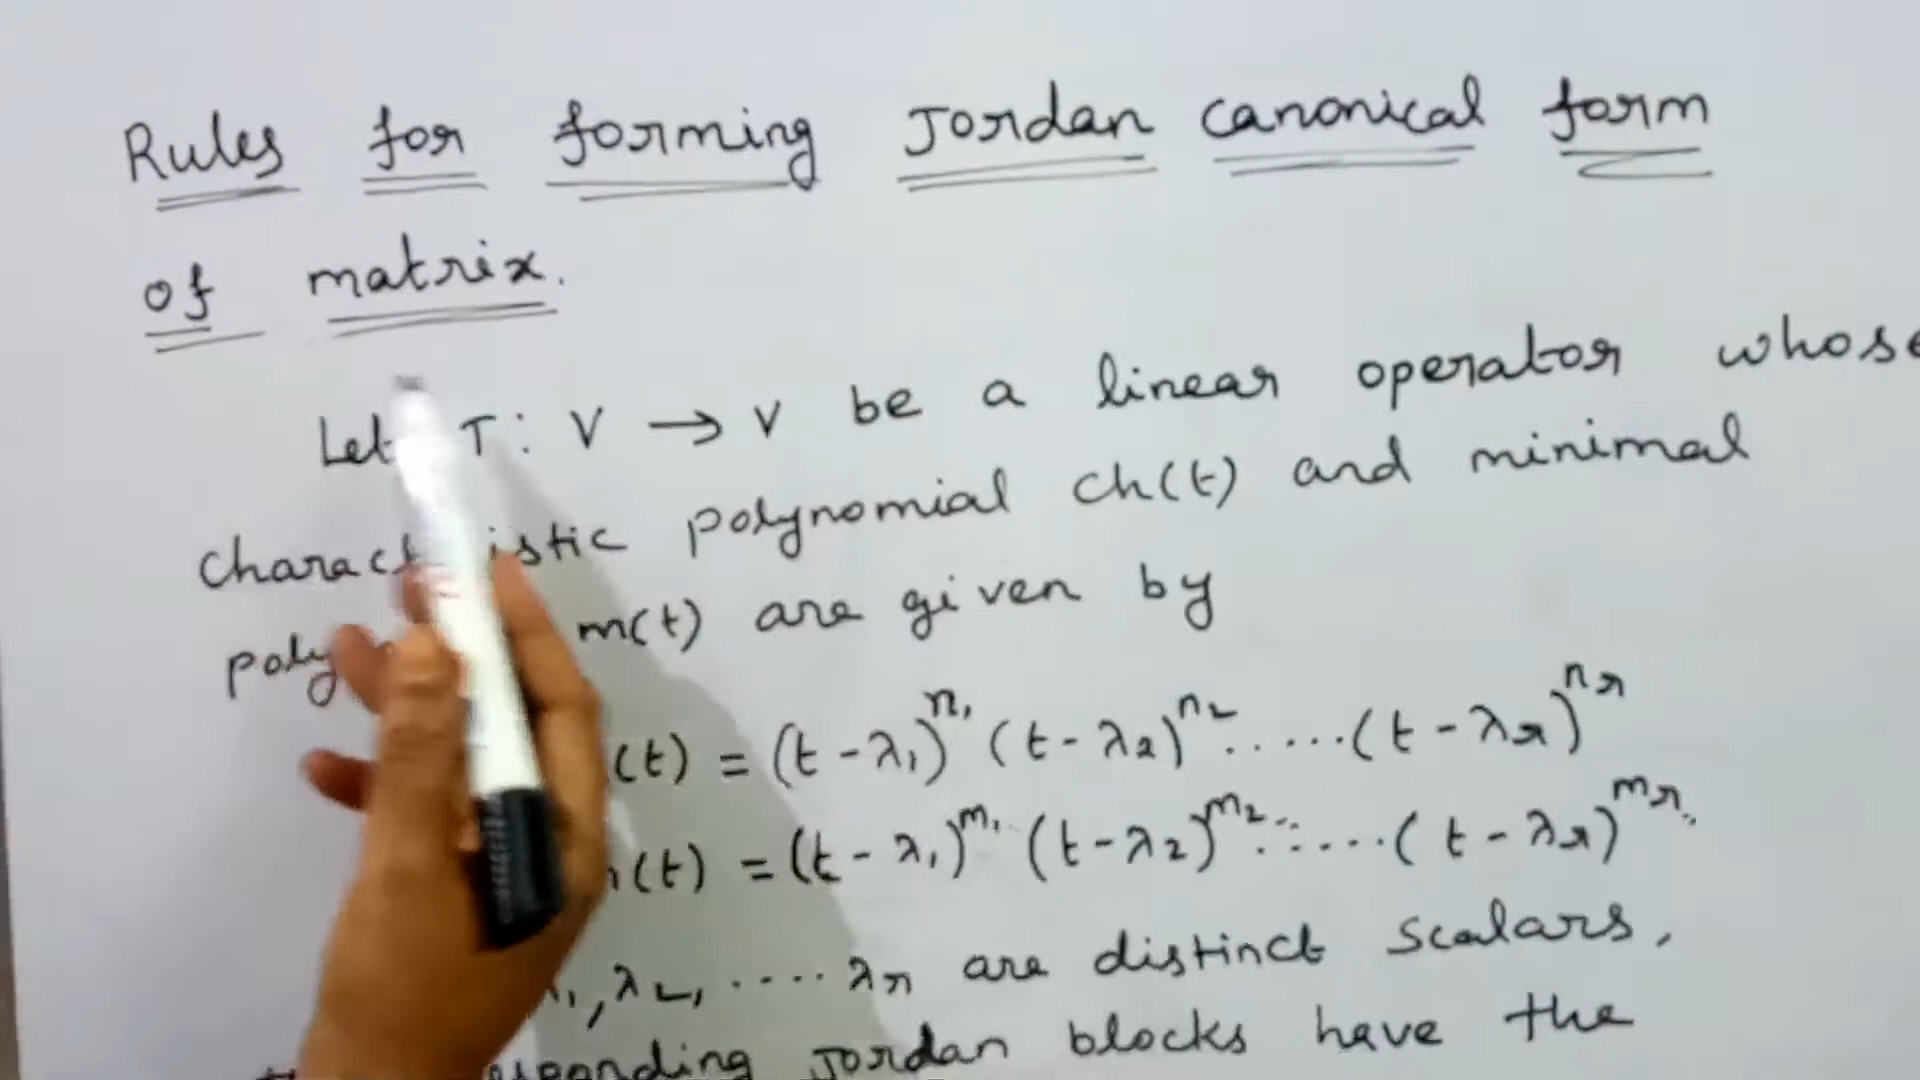 Rules for forming Jordan canonical form
of matrix.
Let T: V → V be a linear operator whose
polynomial ch(t) and minimal
m(t) are given by
(t) = (t - λ₁)^n₁ (t - λ₂)^n₂ ......(t - λr)^nr
(t) = (t - λ₁)^m₁ (t - λ₂)^m₂ ......(t - λr)^mr.
λ₂, .... λr are distinct scalars,
Jordan blocks have the